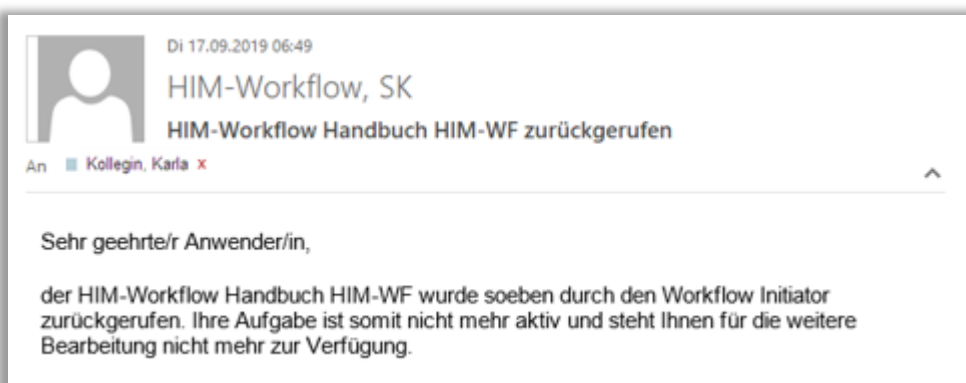 Di 17.09.2019 06:49
HIM-Workflow, SK
HIM-Workflow Handbuch HIM-WF zurückgerufen
An Kollegin, Karla x
Sehr geehrte/r Anwender/in,
der HIM-Workflow Handbuch HIM-WF wurde soeben durch den Workflow Initiator
zurückgerufen. Ihre Aufgabe ist somit nicht mehr aktiv und steht Ihnen für die weitere
Bearbeitung nicht mehr zur Verfügung.